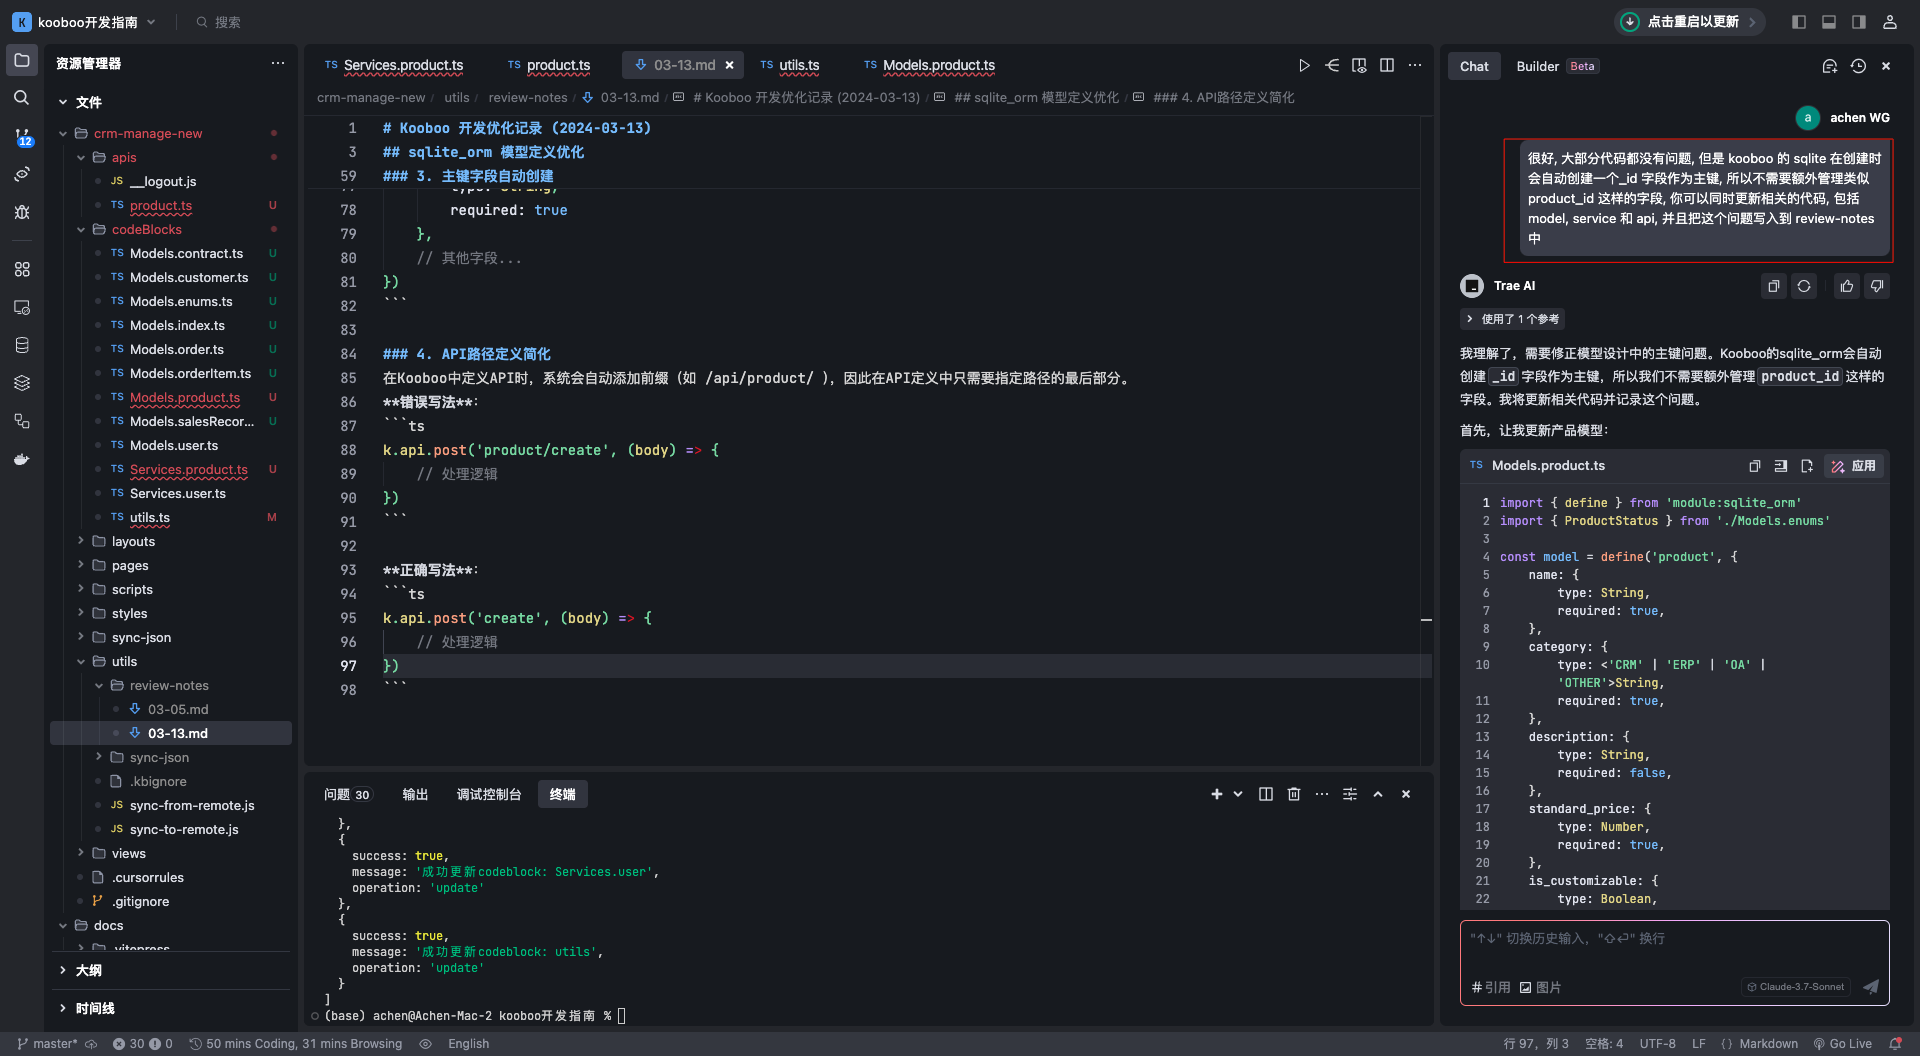 K kooboo开发指南
搜索
点击重启以更新
资源管理器
文件
crm-manage-new
apis
JS __logout.js
TS product.ts U
codeBlocks
TS Models.contract.ts U
TS Models.customer.ts U
TS Models.enums.ts U
TS Models.index.ts U
TS Models.order.ts U
TS Models.orderItem.ts U
TS Models.product.ts U
TS Models.salesRecor... U
TS Models.user.ts
TS Services.product.ts U
TS Services.user.ts
TS utils.ts M
layouts
pages
scripts
styles
sync-json
utils
review-notes
03-05.md
03-13.md
sync-json
.kbignore
JS sync-from-remote.js
JS sync-to-remote.js
views
.cursorrules
.gitignore
docs
.vitepress
大纲
时间线
12
TS Services.product.ts TS product.ts 03-13.md TS utils.ts TS Models.product.ts
crm-manage-new / utils / review-notes / 03-13.md / # Kooboo 开发优化记录 (2024-03-13) / ## sqlite_orm 模型定义优化 / ### 4. API路径定义简化
1 # Kooboo 开发优化记录 (2024-03-13)
3 ## sqlite_orm 模型定义优化
59 ### 3. 主键字段自动创建
77 type: String,
78 required: true
79 },
80 // 其他字段...
81 })
82 ```
83
84 ### 4. API路径定义简化
85 在Kooboo中定义API时，系统会自动添加前缀（如 /api/product/ ），因此在API定义中只需要指定路径的最后部分。
86 **错误写法**:
87 ```ts
88 k.api.post('product/create', (body) => {
89 // 处理逻辑
90 })
91 ```
92
93 **正确写法**:
94 ```ts
95 k.api.post('create', (body) => {
96 // 处理逻辑
97 })
98 ```
问题 30 输出 调试控制台 终端
},
{
success: true,
message: '成功更新codeblock: Services.user',
operation: 'update'
},
{
success: true,
message: '成功更新codeblock: utils',
operation: 'update'
}
]
(base) achen@Achen-Mac-2 kooboo开发指南 %
Chat Builder Beta
a achen WG
很好, 大部分代码都没有问题, 但是 kooboo 的 sqlite 在创建时
会自动创建一个_id 字段作为主键, 所以不需要额外管理类似
product_id 这样的字段, 你可以同时更新相关的代码, 包括
model, service 和 api, 并且把这个问题写入到 review-notes
中
Trae AI
使用了 1 个参考
我理解了，需要修正模型设计中的主键问题。Kooboo的sqlite_orm会自动
创建 _id 字段作为主键，所以我们不需要额外管理 product_id 这样的
字段。我将更新相关代码并记录这个问题。
首先，让我更新产品模型：
TS Models.product.ts 应用
1 import { define } from 'module:sqlite_orm'
2 import { ProductStatus } from './Models.enums'
3
4 const model = define('product', {
5 name: {
6 type: String,
7 required: true,
8 },
9 category: {
10 type: <'CRM' | 'ERP' | 'OA' |
'OTHER'>String,
11 required: true,
12 },
13 description: {
14 type: String,
15 required: false,
16 },
17 standard_price: {
18 type: Number,
19 required: true,
20 },
21 is_customizable: {
22 type: Boolean,
"↑↓" 切换历史输入，"⇧⏎" 换行
# 引用 图片 Claude-3.7-Sonnet
master* 30 0 50 mins Coding, 31 mins Browsing English
行 97，列 3 空格: 4 UTF-8 LF {} Markdown Go Live